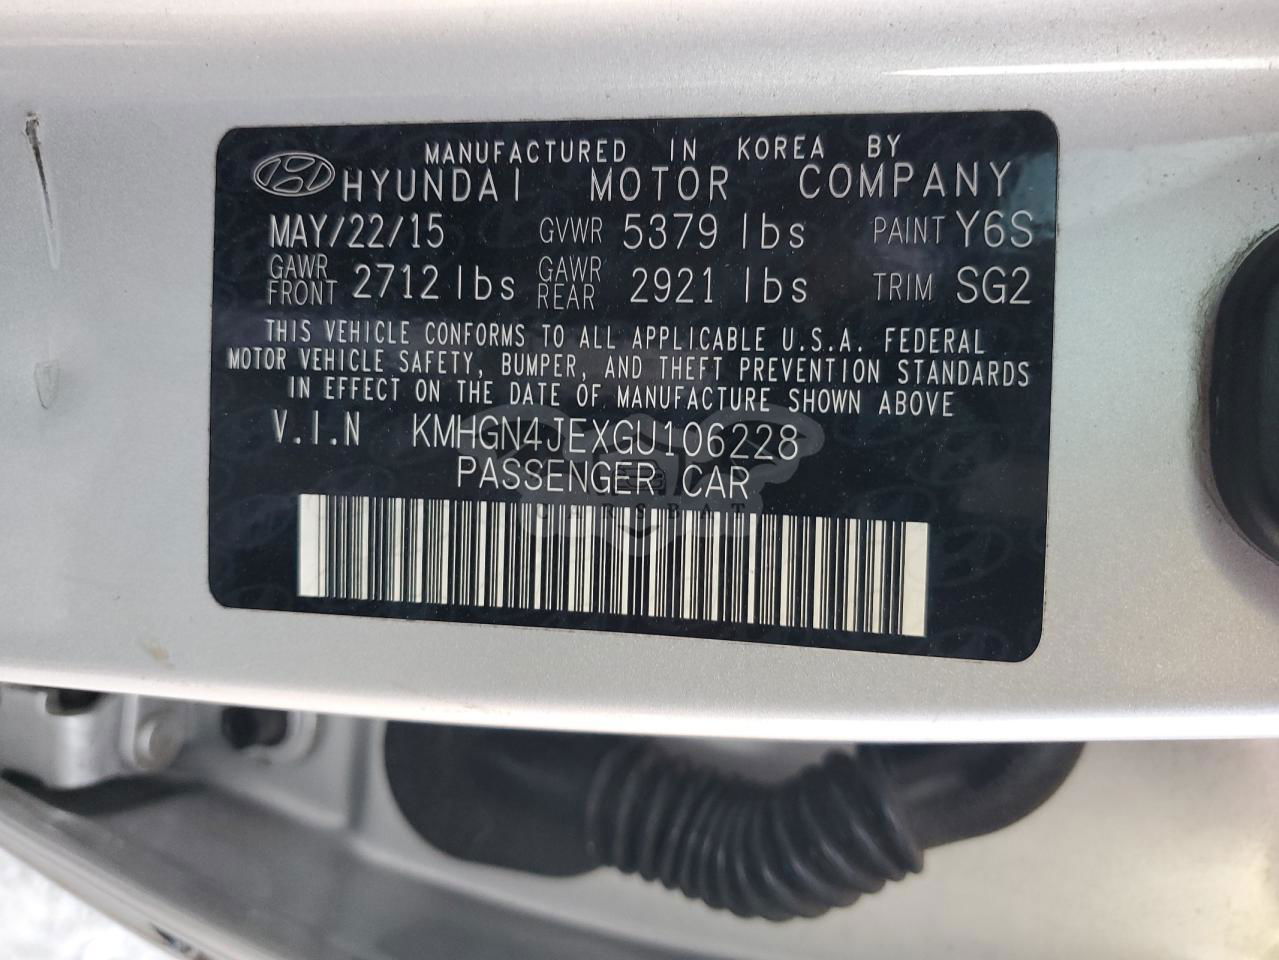 MANUFACTURED IN KOREA BY
HYUNDAI MOTOR COMPANY
MAY/22/15 GVWR 5379 lbs PAINT Y6S
GAWR FRONT 2712 lbs GAWR REAR 2921 lbs TRIM SG2
THIS VEHICLE CONFORMS TO ALL APPLICABLE U.S.A. FEDERAL
MOTOR VEHICLE SAFETY, BUMPER, AND THEFT PREVENTION STANDARDS
IN EFFECT ON THE DATE OF MANUFACTURE SHOWN ABOVE
V.I.N KMHGN4JEXGU106228
PASSENGER CAR
CARSBAT